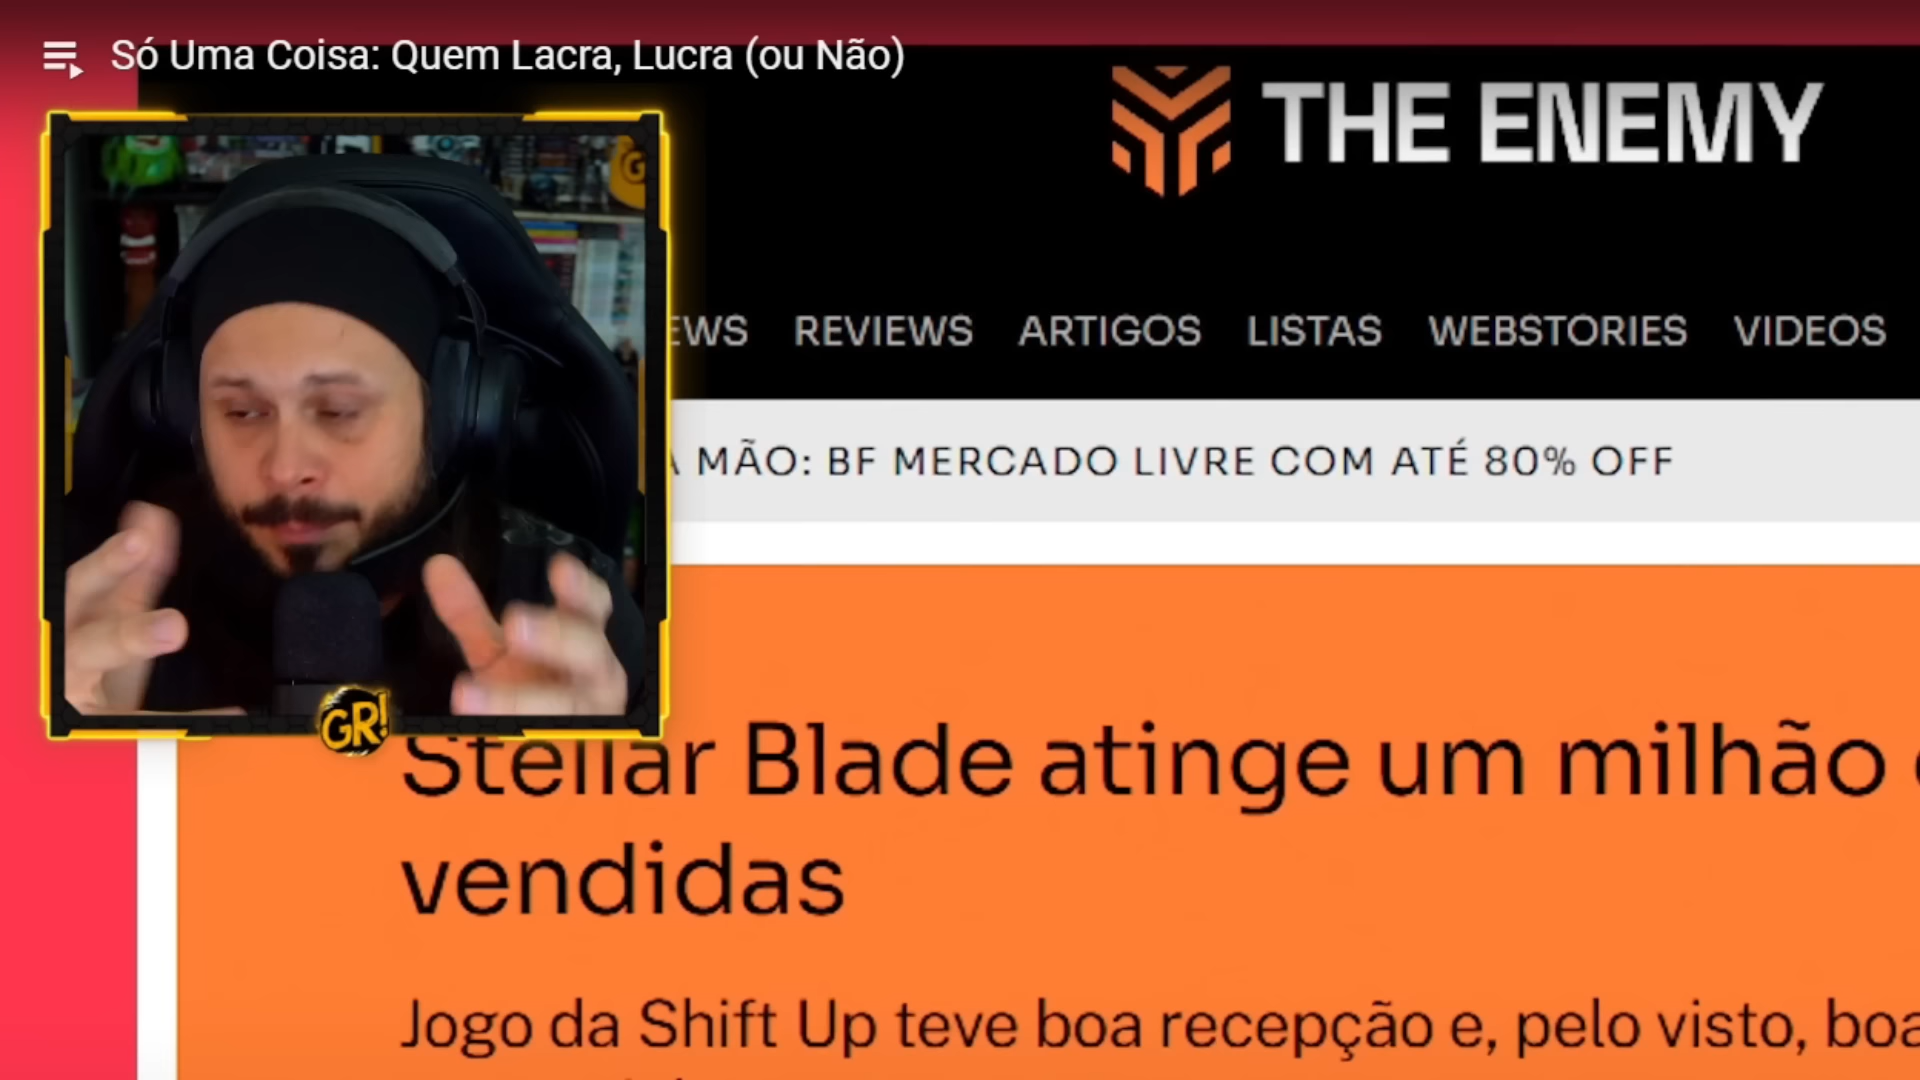 Só Uma Coisa: Quem Lacra, Lucra (ou Não)
THE ENEMY
REVIEWS ARTIGOS LISTAS WEBSTORIES VIDEOS
MÃO: BF MERCADO LIVRE COM ATÉ 80% OFF
GR!
Stellar Blade atinge um milhão
vendidas
Jogo da Shift Up teve boa recepção e, pelo visto,